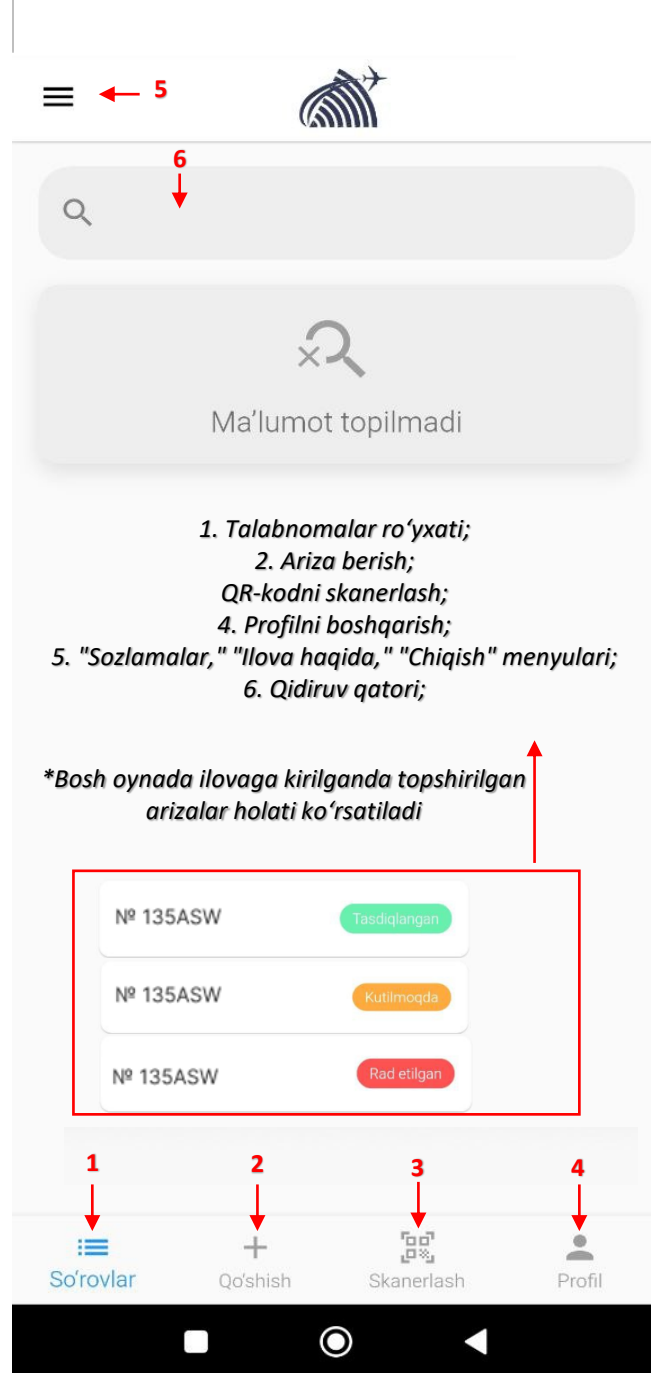 5
6
Ma'lumot topilmadi
1. Talabnomalar ro‘yxati;
2. Ariza berish;
QR-kodni skanerlash;
4. Profilni boshqarish;
5. "Sozlamalar," "Ilova haqida," "Chiqish" menyulari;
6. Qidiruv qatori;
*Bosh oynada ilovaga kirilganda topshirilgan
arizalar holati ko‘rsatiladi
№ 135ASW Tasdiqlangan
№ 135ASW Kutilmoqda
№ 135ASW Rad etilgan
1 2 3 4
So‘rovlar Qo‘shish Skanerlash Profil